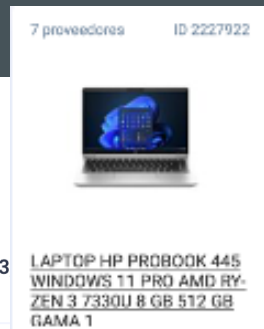 7 proveedores ID 2227922
3
LAPTOP HP PROBOOK 445
WINDOWS 11 PRO AMD RY-
ZEN 3 7330U 8 GB 512 GB
GAMA 1